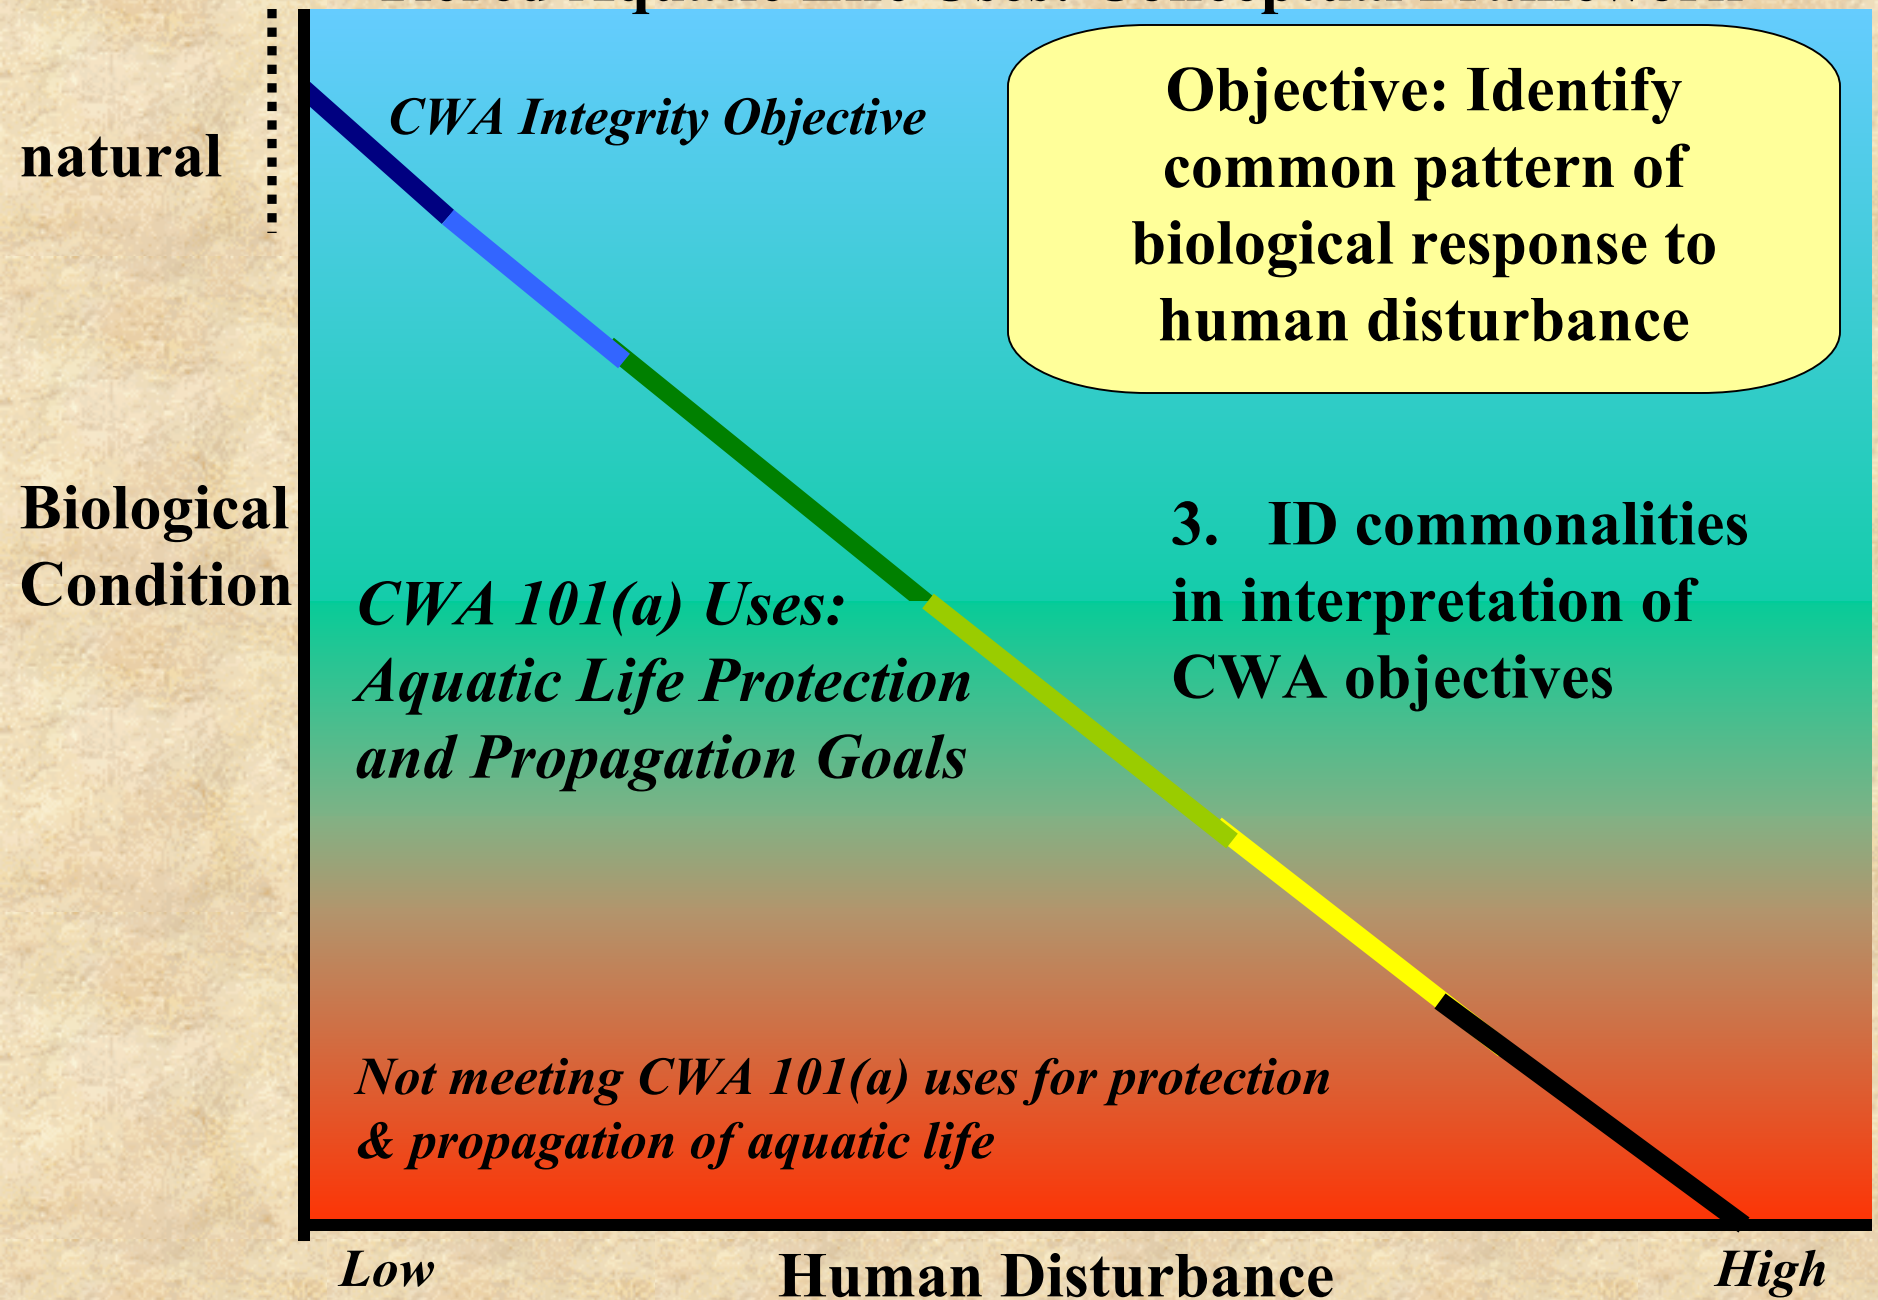 natural
CWA Integrity Objective
Objective: Identify
common pattern of
biological response to
human disturbance
Biological
Condition
3. ID commonalities
in interpretation of
CWA objectives
CWA 101(a) Uses:
Aquatic Life Protection
and Propagation Goals
Not meeting CWA 101(a) uses for protection
& propagation of aquatic life
Low
Human Disturbance
High